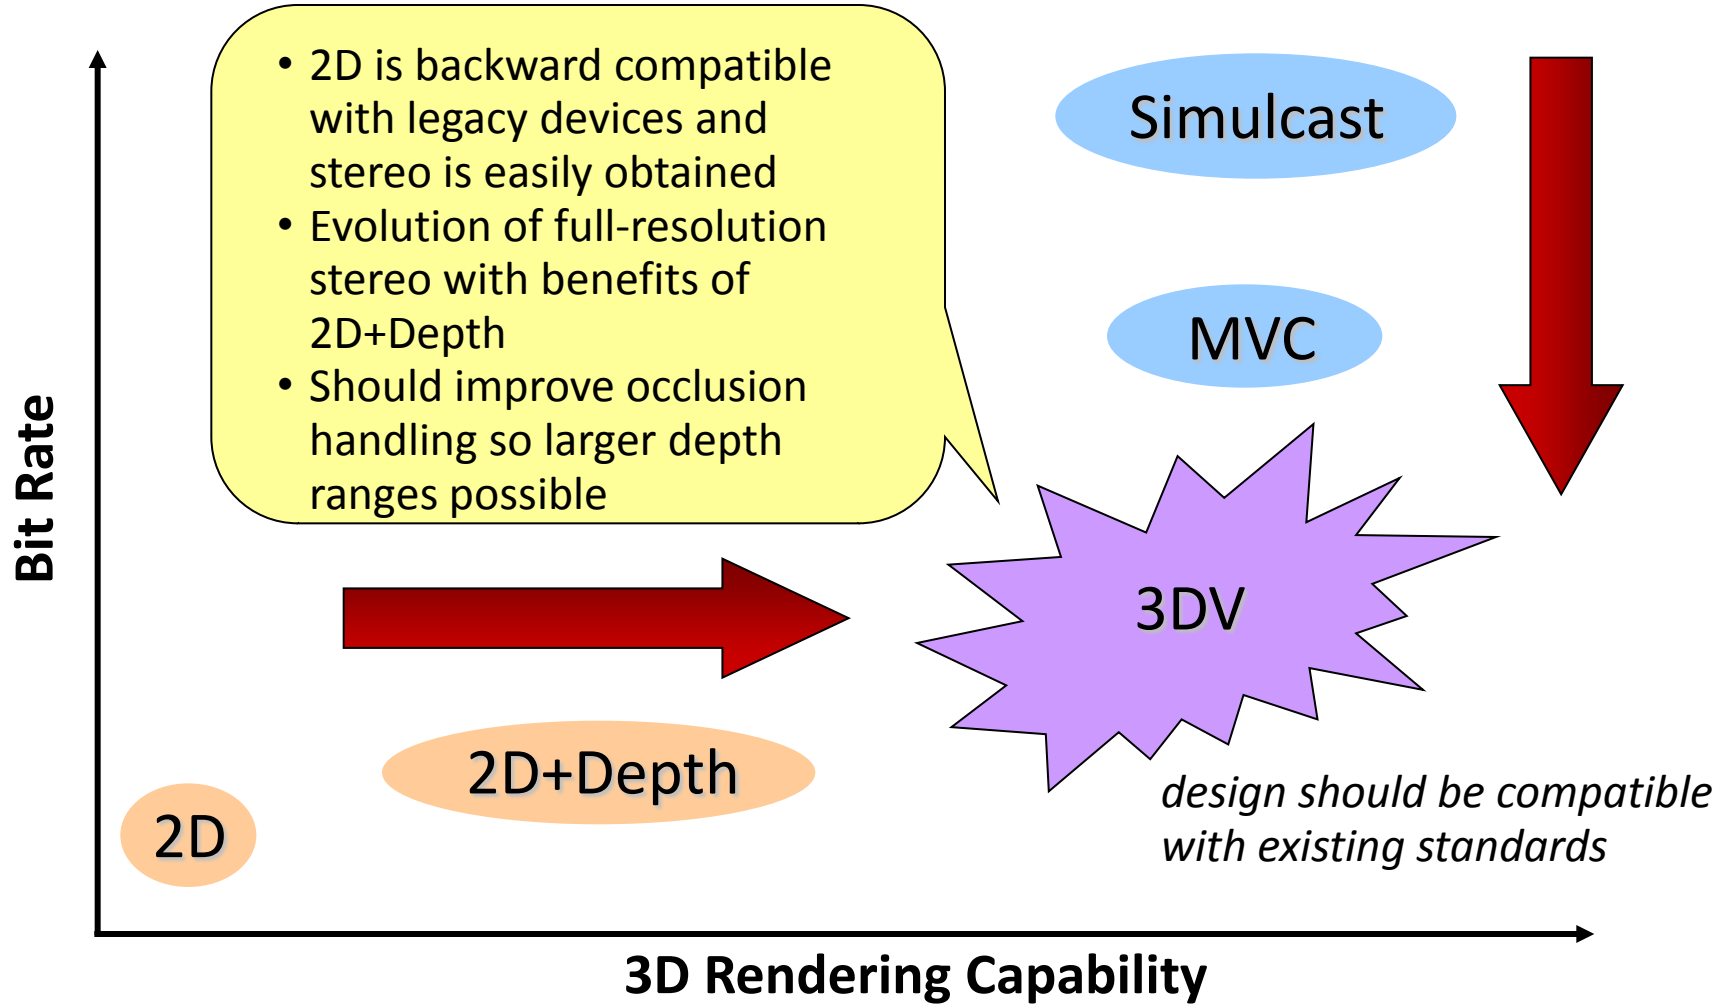 • 2D is backward compatible
with legacy devices and
stereo is easily obtained
• Evolution of full-resolution
stereo with benefits of
2D+Depth
• Should improve occlusion
handling so larger depth
ranges possible
Simulcast
MVC
Bit Rate
3DV
2D+Depth
2D
design should be compatible
with existing standards
3D Rendering Capability